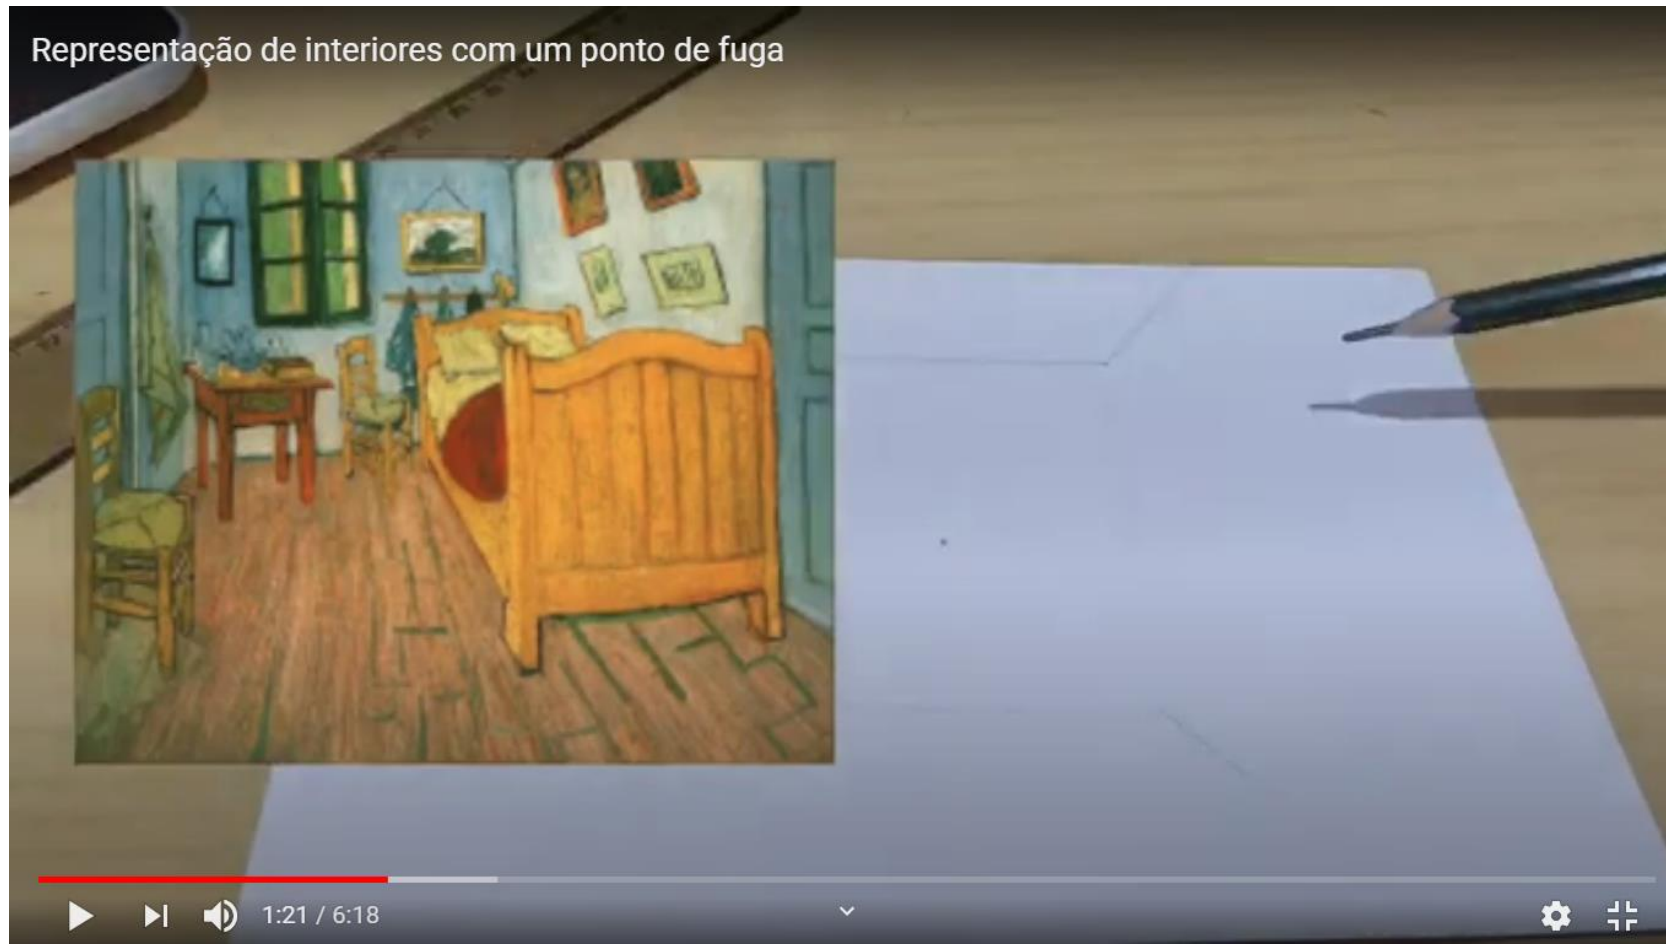 Representação de interiores com um ponto de fuga
1:21 / 6:18